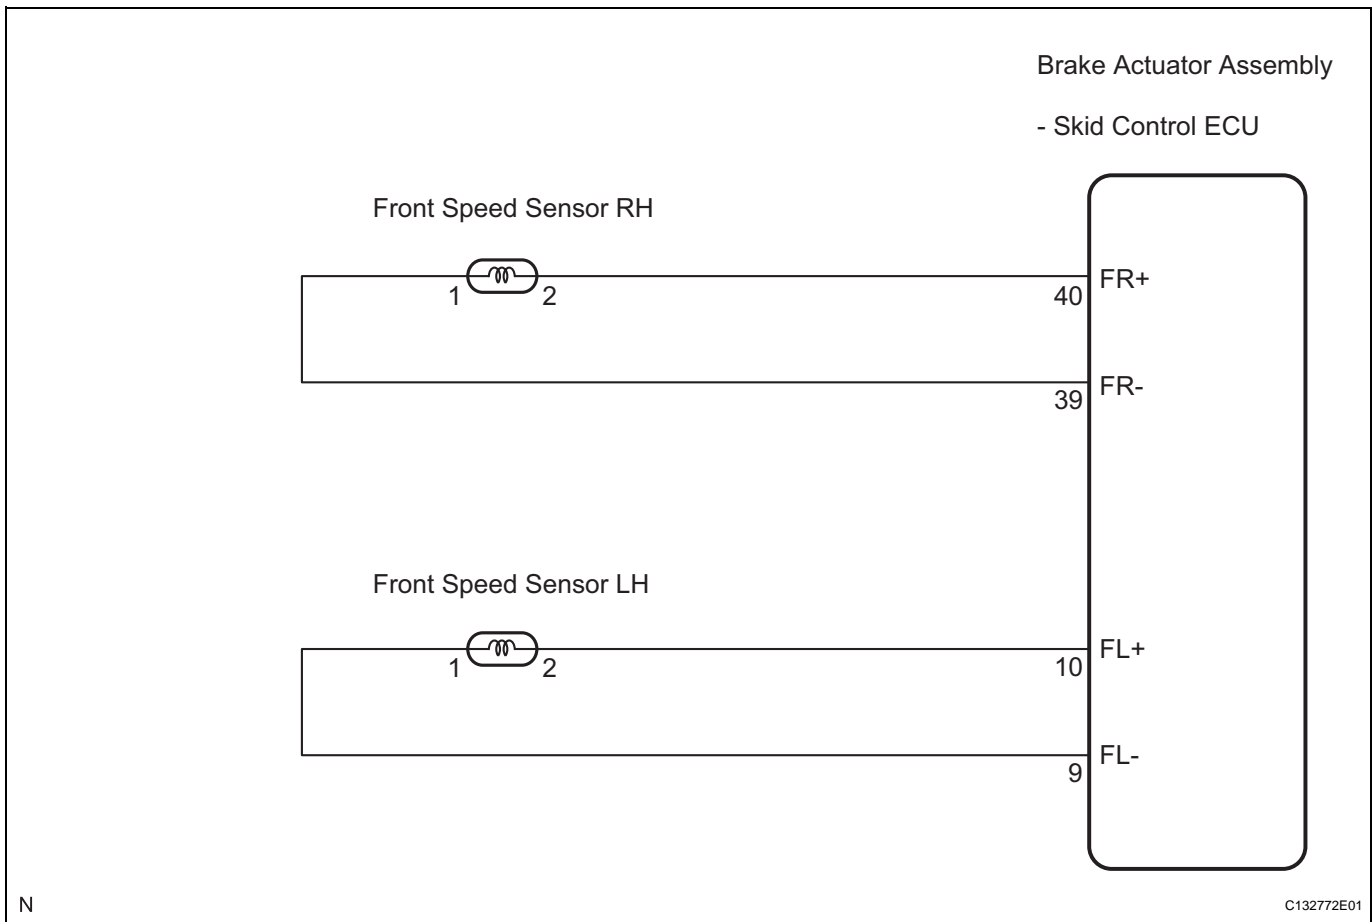 Brake Actuator Assembly
- Skid Control ECU
Front Speed Sensor RH
1
2
40
FR+
39
FR-
Front Speed Sensor LH
1
2
10
FL+
9
FL-
N
C132772E01